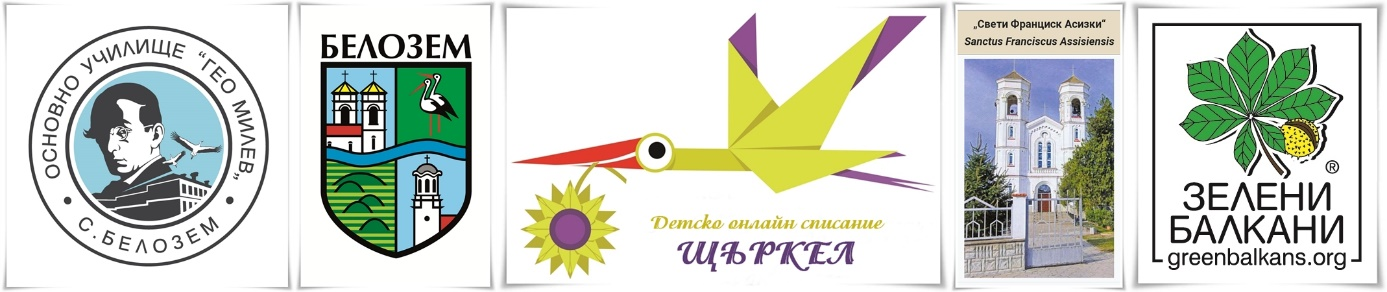 ОСНОВНО УЧИЛИЩЕ "ГЕО МИЛЕВ"
• С. БЕЛОЗЕМ •
БЕЛОЗЕМ
Детско онлайн списание
ЩЪРКЕЛ
„Свети Франциск Асизки“
Sanctus Franciscus Assisiensis
®
ЗЕЛЕНИ
БАЛКАНИ
greenbalkans.org